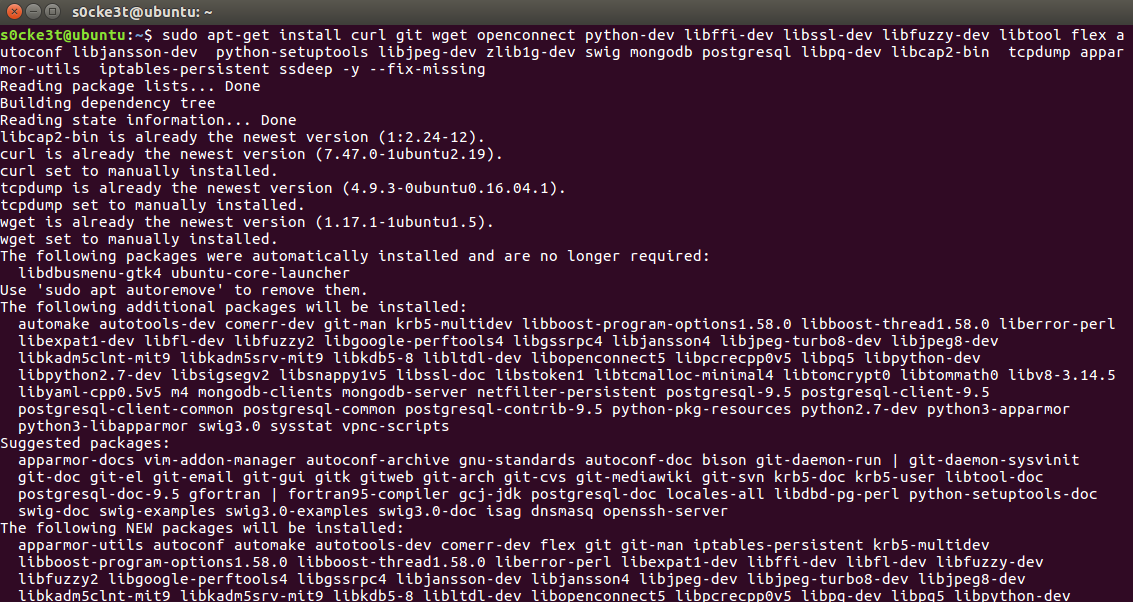 s0cke3t@ubuntu: ~
s0cke3t@ubuntu:~$ sudo apt-get install curl git wget openconnect python-dev libffi-dev libssl-dev libfuzzy-dev libtool flex a
utoconf libjansson-dev  python-setuptools libjpeg-dev zlib1g-dev swig mongodb postgresql libpq-dev libcap2-bin  tcpdump appar
mor-utils  iptables-persistent ssdeep -y --fix-missing
Reading package lists... Done
Building dependency tree
Reading state information... Done
libcap2-bin is already the newest version (1:2.24-12).
curl is already the newest version (7.47.0-1ubuntu2.19).
curl set to manually installed.
tcpdump is already the newest version (4.9.3-0ubuntu0.16.04.1).
tcpdump set to manually installed.
wget is already the newest version (1.17.1-1ubuntu1.5).
wget set to manually installed.
The following packages were automatically installed and are no longer required:
  libdbusmenu-gtk4 ubuntu-core-launcher
Use 'sudo apt autoremove' to remove them.
The following additional packages will be installed:
  automake autotools-dev comerr-dev git-man krb5-multidev libboost-program-options1.58.0 libboost-thread1.58.0 liberror-perl
  libexpat1-dev libfl-dev libfuzzy2 libgoogle-perftools4 libgssrpc4 libjansson4 libjpeg-turbo8-dev libjpeg8-dev
  libkadm5clnt-mit9 libkadm5srv-mit9 libkdb5-8 libltdl-dev libopenconnect5 libpcrecpp0v5 libpq5 libpython-dev
  libpython2.7-dev libsigsegv2 libsnappy1v5 libssl-doc libstoken1 libtcmalloc-minimal4 libtomcrypt0 libtommath0 libv8-3.14.5
  libyaml-cpp0.5v5 m4 mongodb-clients mongodb-server netfilter-persistent postgresql-9.5 postgresql-client-9.5
  postgresql-client-common postgresql-common postgresql-contrib-9.5 python-pkg-resources python2.7-dev python3-apparmor
  python3-libapparmor swig3.0 sysstat vpnc-scripts
Suggested packages:
  apparmor-docs vim-addon-manager autoconf-archive gnu-standards autoconf-doc bison git-daemon-run | git-daemon-sysvinit
  git-doc git-el git-email git-gui gitk gitweb git-arch git-cvs git-mediawiki git-svn krb5-doc krb5-user libtool-doc
  postgresql-doc-9.5 gfortran | fortran95-compiler gcj-jdk postgresql-doc locales-all libdbd-pg-perl python-setuptools-doc
  swig-doc swig-examples swig3.0-examples swig3.0-doc isag dnsmasq openssh-server
The following NEW packages will be installed:
  apparmor-utils autoconf automake autotools-dev comerr-dev flex git git-man iptables-persistent krb5-multidev
  libboost-program-options1.58.0 libboost-thread1.58.0 liberror-perl libexpat1-dev libffi-dev libfl-dev libfuzzy-dev
  libfuzzy2 libgoogle-perftools4 libgssrpc4 libjansson-dev libjansson4 libjpeg-dev libjpeg-turbo8-dev libjpeg8-dev
  libkadm5clnt-mit9 libkadm5srv-mit9 libkdb5-8 libltdl-dev libopenconnect5 libpcrecpp0v5 libpq-dev libpq5 libpython-dev